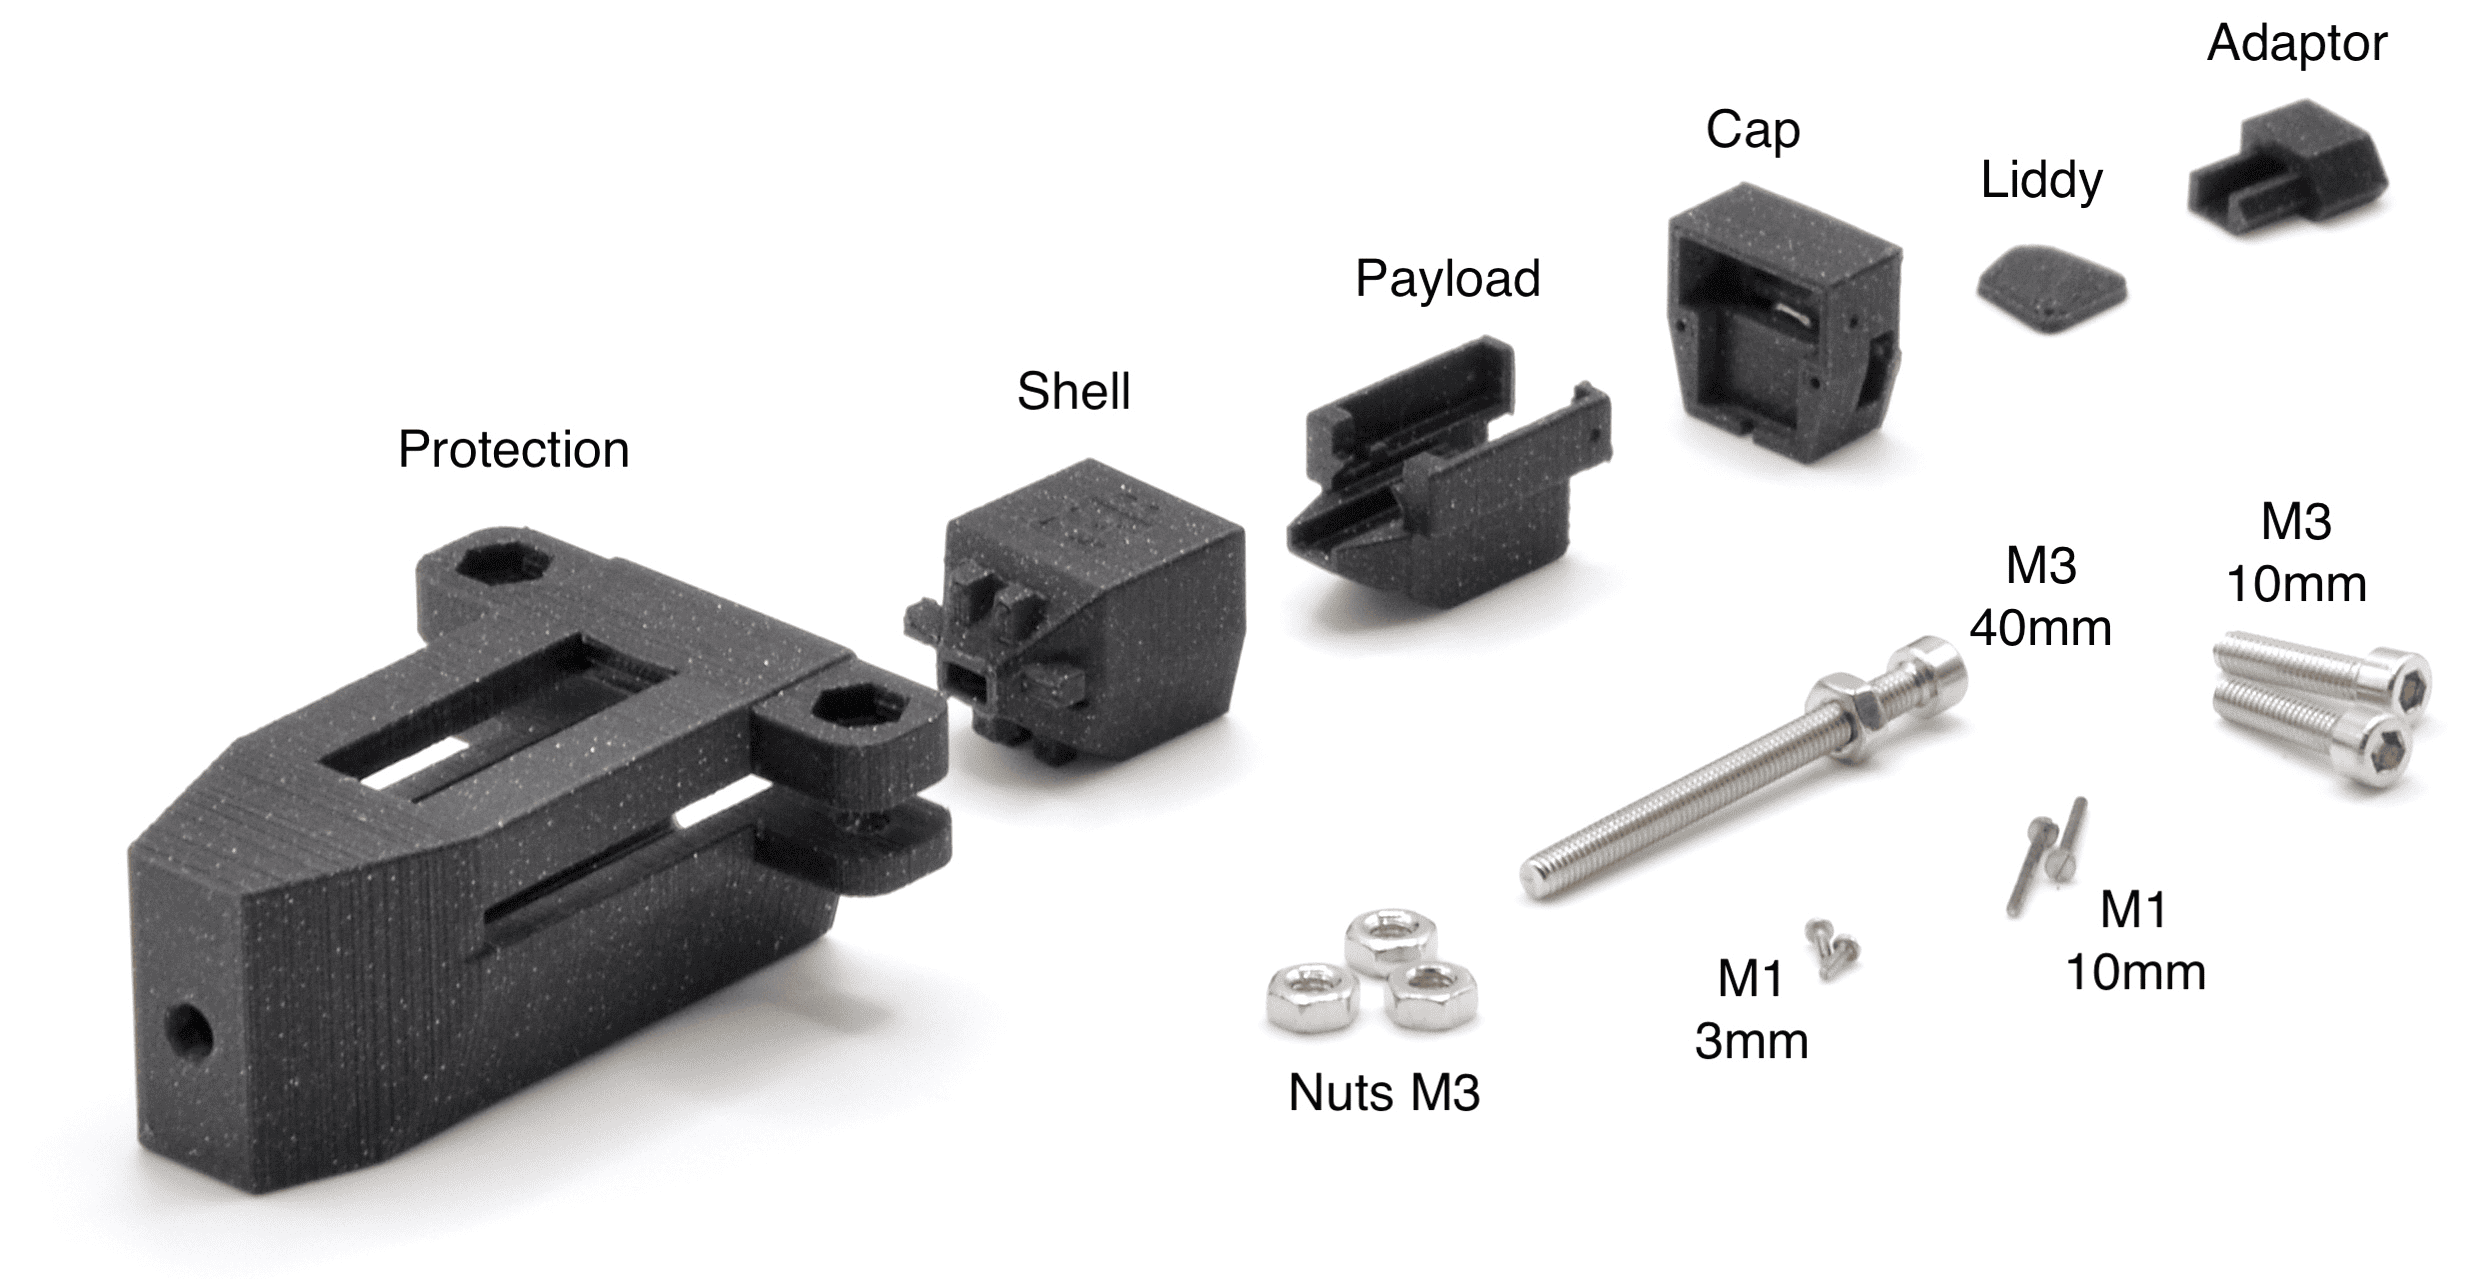 Adaptor
Cap
Liddy
Payload
Shell
Protection
M3
10mm
M3
40mm
M1
10mm
M1
3mm
Nuts M3